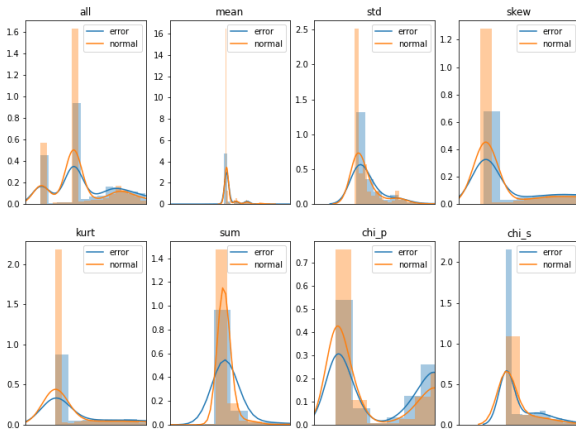 all
mean
std
skew
error
normal
error
normal
error
normal
error
normal
1.6
1.4
1.2
1.0
0.8
0.6
0.4
0.2
0.0
16
14
12
10
8
6
4
2
0
2.5
2.0
1.5
1.0
0.5
0.0
1.2
1.0
0.8
0.6
0.4
0.2
0.0
kurt
sum
chi_p
chi_s
error
normal
error
normal
error
normal
error
normal
2.0
1.5
1.0
0.5
0.0
1.4
1.2
1.0
0.8
0.6
0.4
0.2
0.0
0.7
0.6
0.5
0.4
0.3
0.2
0.1
0.0
2.0
1.5
1.0
0.5
0.0